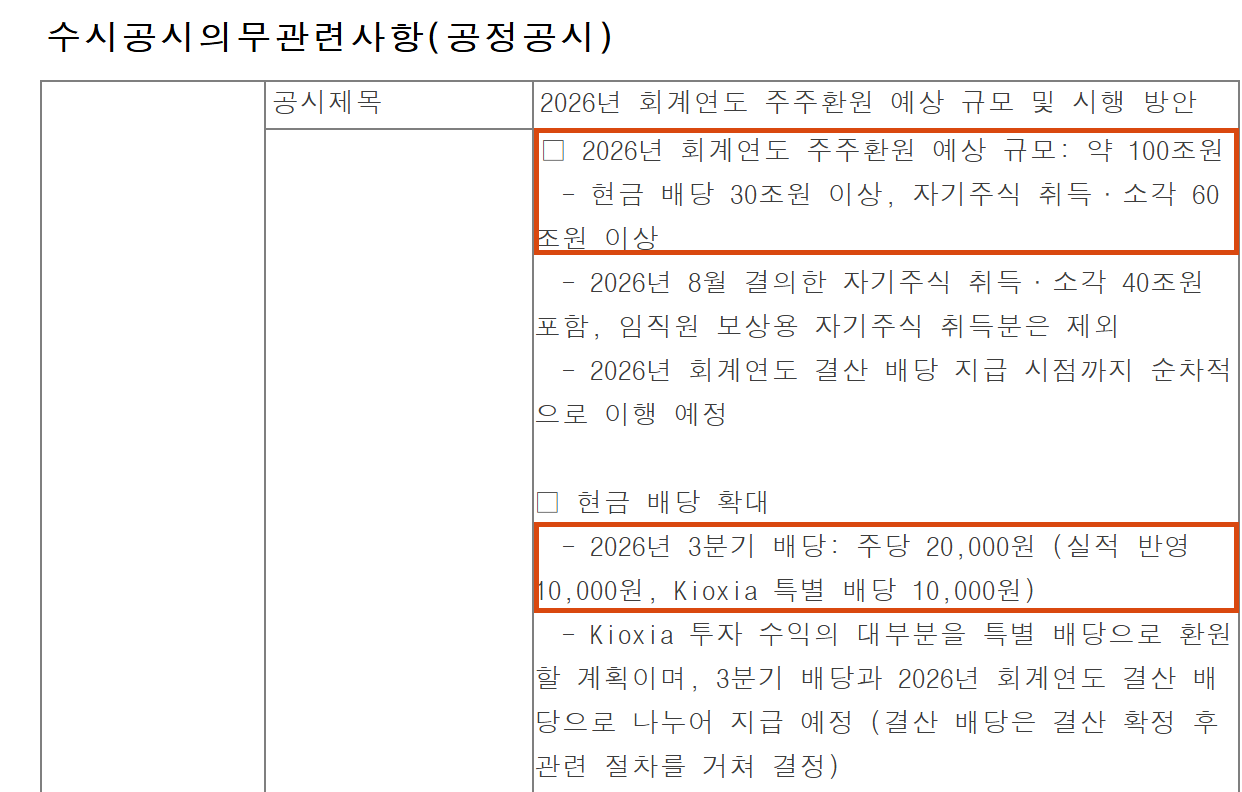 수시공시의무관련사항(공정공시)
공시제목
2026년 회계연도 주주환원 예상 규모 및 시행 방안
□ 2026년 회계연도 주주환원 예상 규모: 약 100조원
- 현금 배당 30조원 이상, 자기주식 취득·소각 60
조원 이상
- 2026년 8월 결의한 자기주식 취득·소각 40조원
포함, 임직원 보상용 자기주식 취득분은 제외
- 2026년 회계연도 결산 배당 지급 시점까지 순차적
으로 이행 예정
□ 현금 배당 확대
- 2026년 3분기 배당: 주당 20,000원 (실적 반영
10,000원, Kioxia 특별 배당 10,000원)
- Kioxia 투자 수익의 대부분을 특별 배당으로 환원
할 계획이며, 3분기 배당과 2026년 회계연도 결산 배
당으로 나누어 지급 예정 (결산 배당은 결산 확정 후
관련 절차를 거쳐 결정)